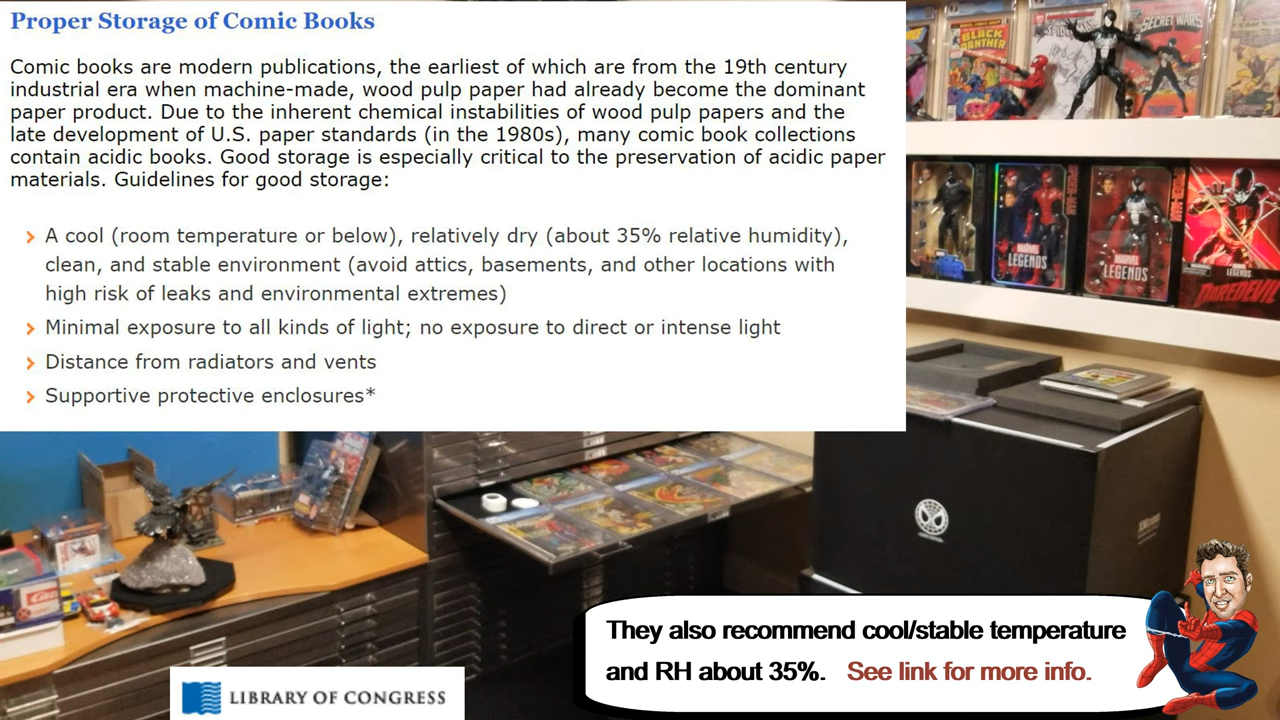 Proper Storage of Comic Books
Comic books are modern publications, the earliest of which are from the 19th century
industrial era when machine-made, wood pulp paper had already become the dominant
paper product. Due to the inherent chemical instabilities of wood pulp papers and the
late development of U.S. paper standards (in the 1980s), many comic book collections
contain acidic books. Good storage is especially critical to the preservation of acidic paper
materials. Guidelines for good storage:
A cool (room temperature or below), relatively dry (about 35% relative humidity),
clean, and stable environment (avoid attics, basements, and other locations with
high risk of leaks and environmental extremes)
Minimal exposure to all kinds of light; no exposure to direct or intense light
Distance from radiators and vents
Supportive protective enclosures*
BLACK
PANTHER
SECRET WARS
SPIDER-MAN
MARVEL
LEGENDS
SPIDER-MAN
MARVEL
LEGENDS
LEGENDS
DAREDEVIL
They also recommend cool/stable temperature
and RH about 35%. See link for more info.
LIBRARY OF CONGRESS